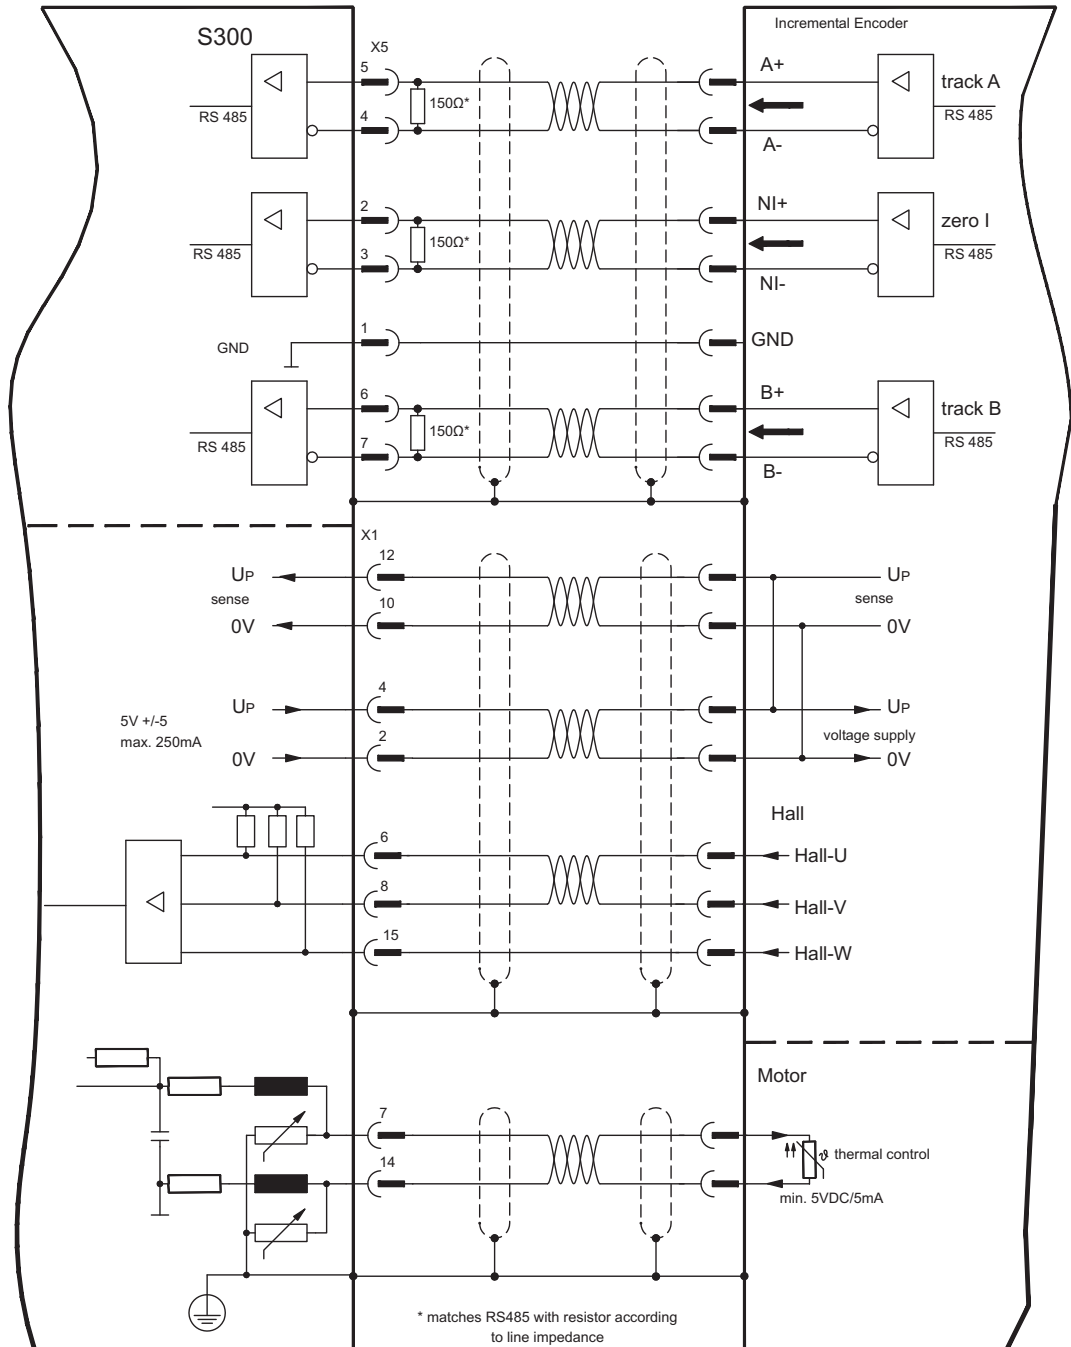 S300
X5
Incremental Encoder
5
A+
track A
RS 485
150Ω*
RS 485
4
A-
2
NI+
zero I
RS 485
150Ω*
RS 485
3
NI-
1
GND
GND
6
B+
track B
RS 485
150Ω*
RS 485
7
B-
X1
12
UP
UP
sense
sense
10
0V
0V
4
UP
UP
5V +/-5
max. 250mA
voltage supply
2
0V
0V
Hall
6
Hall-U
8
Hall-V
15
Hall-W
Motor
7
ϑ thermal control
14
min. 5VDC/5mA
* matches RS485 with resistor according
to line impedance